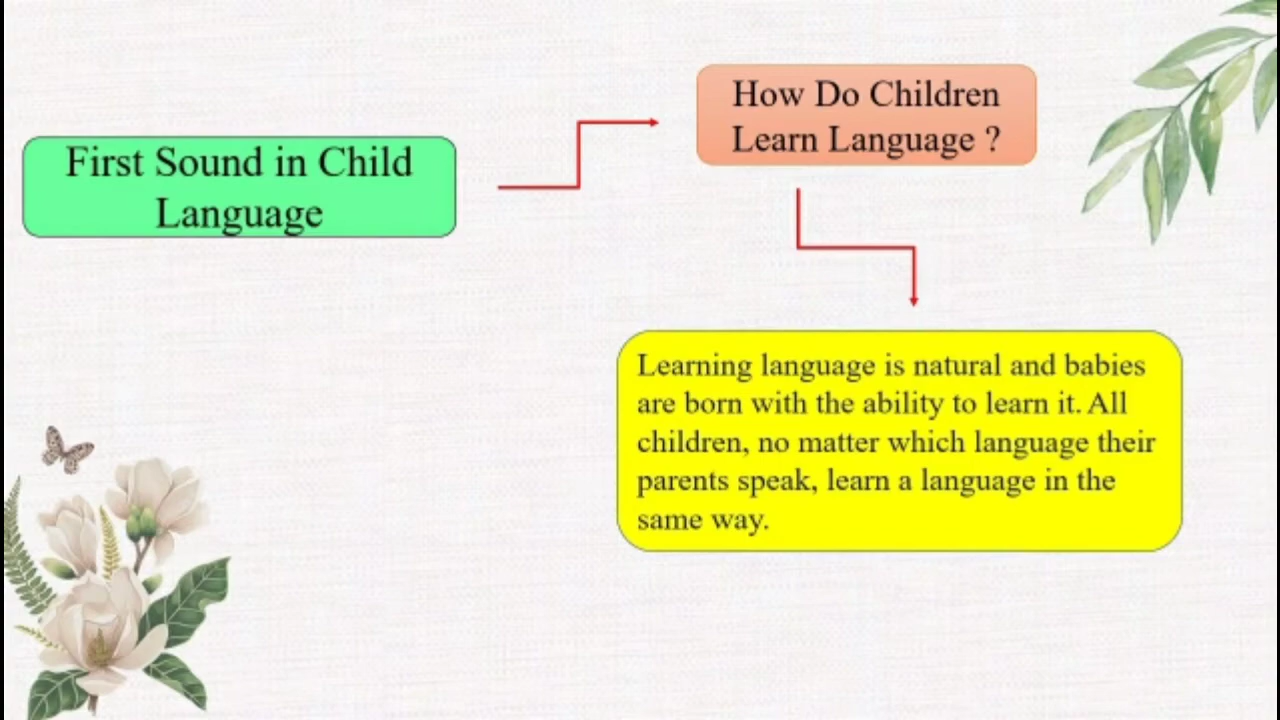 First Sound in Child
Language
How Do Children
Learn Language ?
Learning language is natural and babies
are born with the ability to learn it. All
children, no matter which language their
parents speak, learn a language in the
same way.